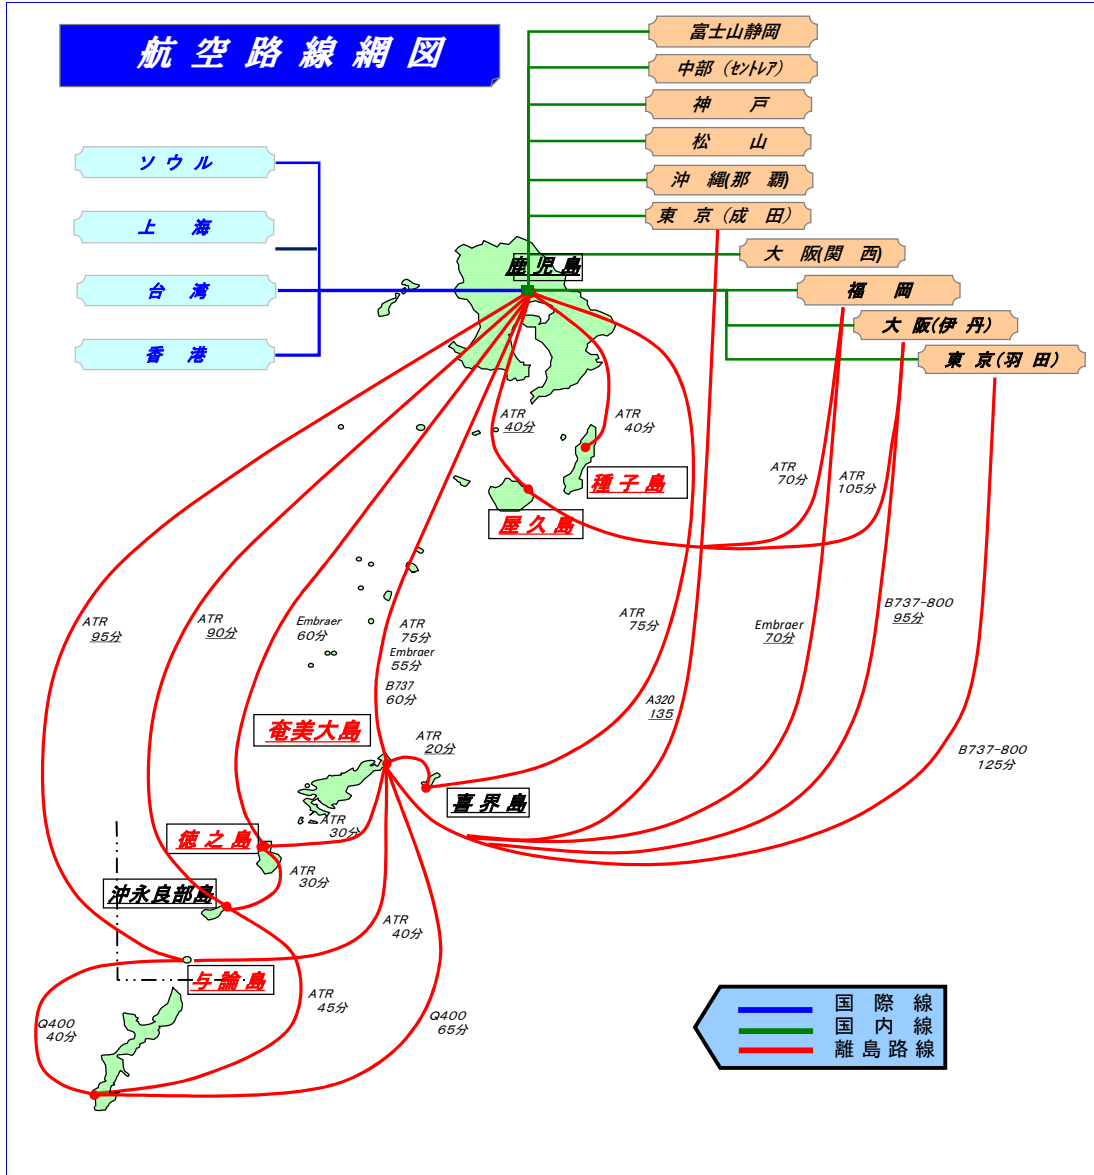 航空路線網図
富士山静岡
中部（ｾﾝﾄﾚｱ）
神　戸
松　山
沖縄(那覇)
東京（成田）
大阪(関西)
福　岡
大阪(伊丹)
東京(羽田)
ソウル
上　海
台　湾
香　港
鹿児島
ATR
40分
ATR
40分
種子島
屋久島
ATR
70分
ATR
105分
ATR
95分
ATR
90分
Embraer
60分
ATR
75分
Embraer
55分
B737
60分
ATR
75分
Embraer
70分
B737-800
95分
A320
135
B737-800
125分
奄美大島
ATR
20分
喜界島
ATR
30分
徳之島
ATR
30分
沖永良部島
ATR
40分
与論島
ATR
45分
Q400
40分
Q400
65分
国際線
国内線
離島路線